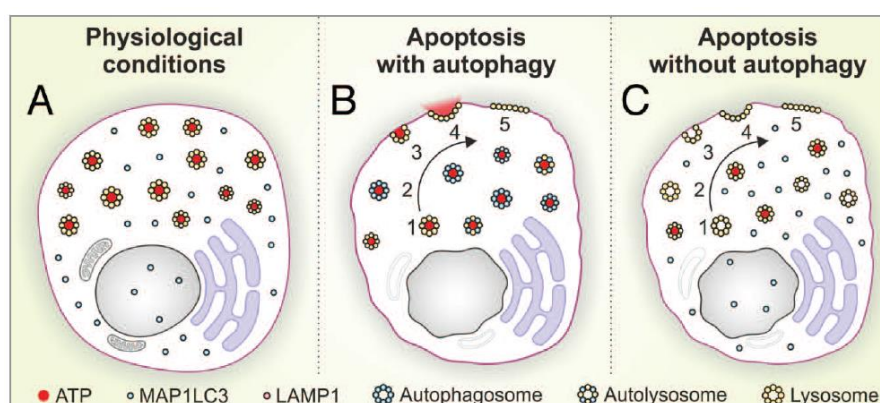 Physiological
conditions
Apoptosis
with autophagy
Apoptosis
without autophagy
A
B
C
3
4
5
2
1
3
4
5
2
1
ATP
MAP1LC3
LAMP1
Autophagosome
Autolysosome
Lysosome